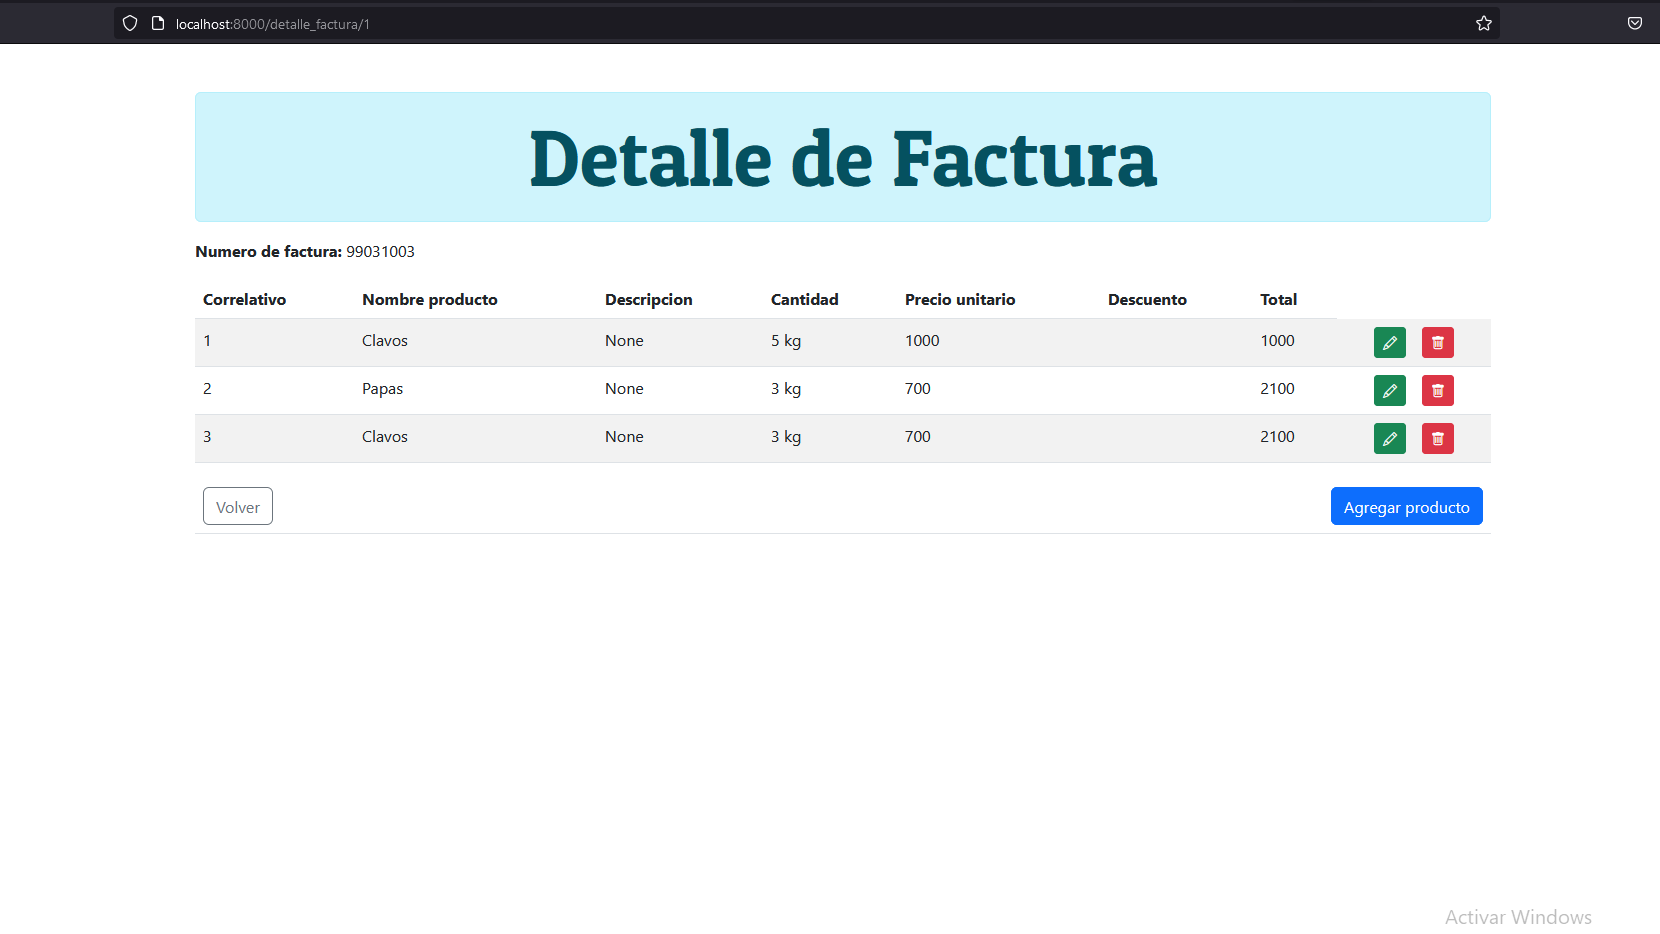 localhost:8000/detalle_factura/1
Detalle de Factura
Numero de factura: 99031003
Correlativo Nombre producto Descripcion Cantidad Precio unitario Descuento Total
1 Clavos None 5 kg 1000 1000
2 Papas None 3 kg 700 2100
3 Clavos None 3 kg 700 2100
Volver Agregar producto
Activar Windows